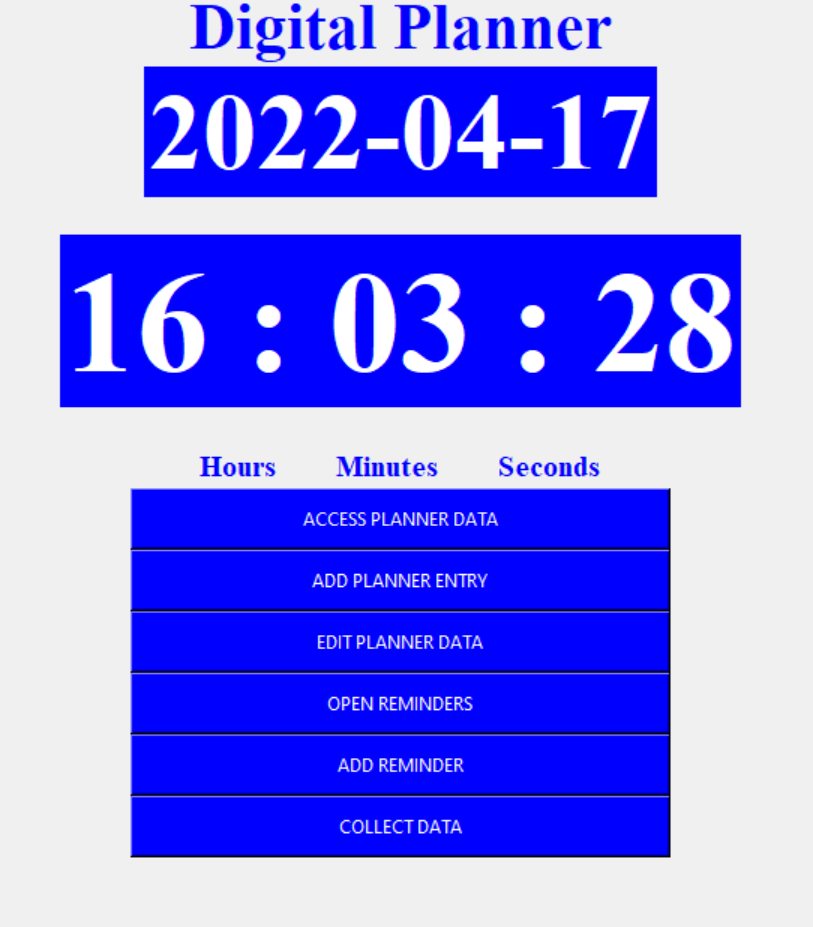 Digital Planner
2022-04-17
16 : 03 : 28
Hours Minutes Seconds
ACCESS PLANNER DATA
ADD PLANNER ENTRY
EDIT PLANNER DATA
OPEN REMINDERS
ADD REMINDER
COLLECT DATA